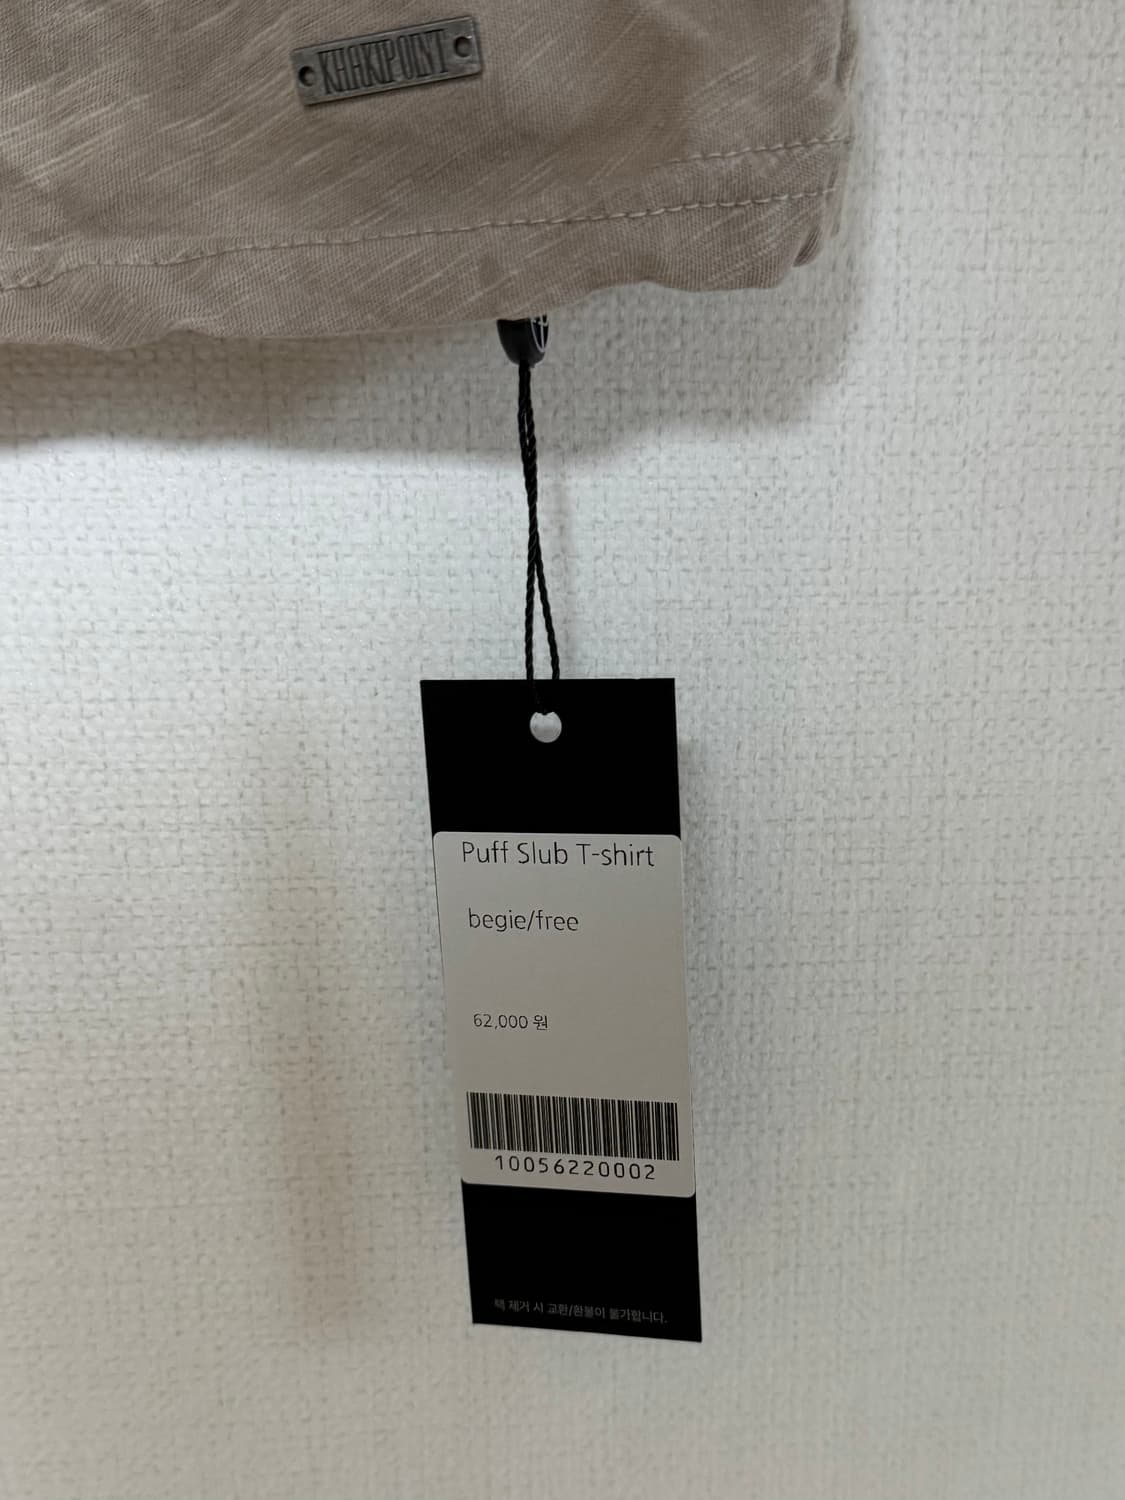 KHAKIPOINT
Puff Slub T-shirt
begie/free
62,000 원
10056220002
택 제거 시 교환/환불이 불가합니다.